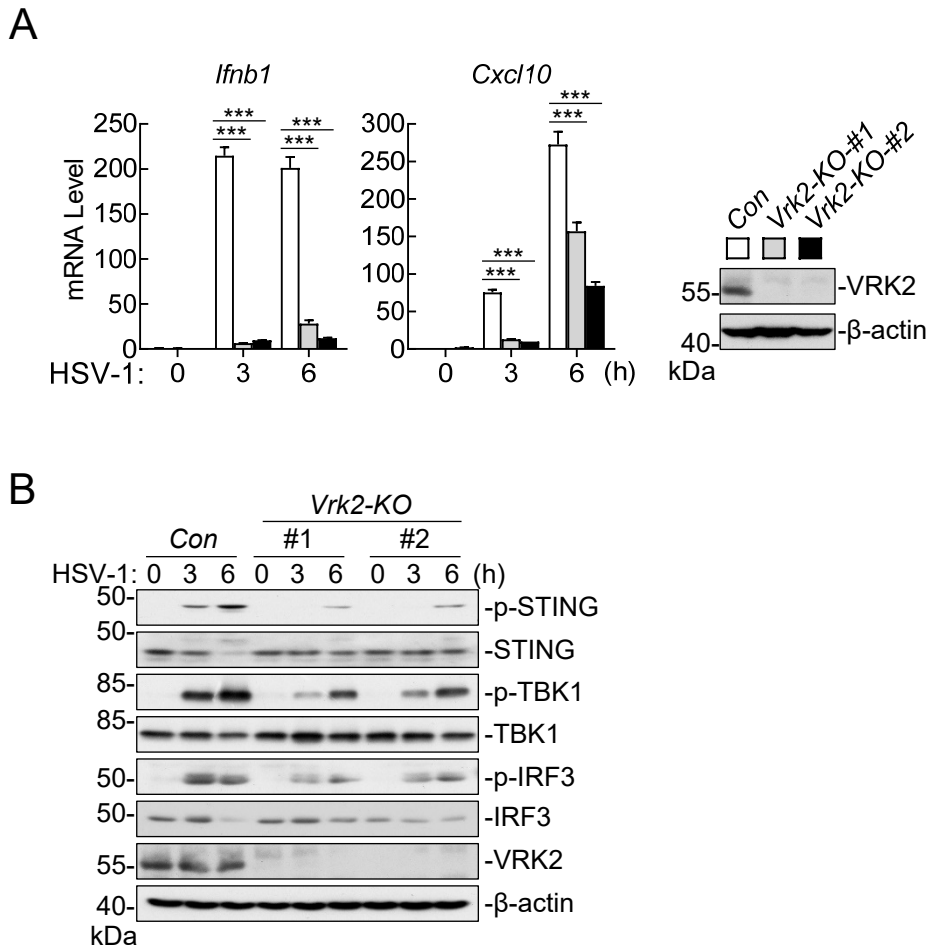 A
Ifnb1
Cxcl10
*** *** *** ***
*** *** *** ***
mRNA Level
250
200
150
100
50
0
300
250
200
150
100
50
0
HSV-1: 0 3 6 0 3 6 (h)
Con
Vrk2-KO-#1
Vrk2-KO-#2
55- -VRK2
40- -β-actin
kDa
B
Vrk2-KO
Con #1 #2
HSV-1: 0 3 6 0 3 6 0 3 6 (h)
50- -p-STING
50- -STING
85- -p-TBK1
85- -TBK1
50- -p-IRF3
50- -IRF3
55- -VRK2
40- -β-actin
kDa